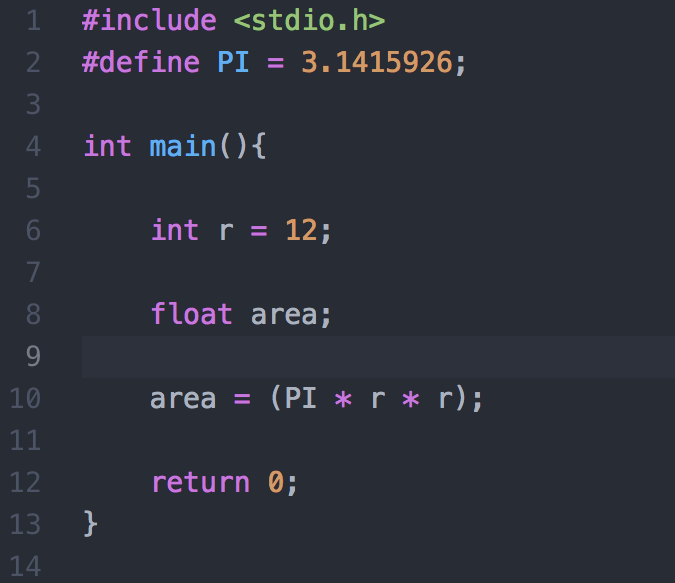 1 #include <stdio.h>
2 #define PI = 3.1415926;
3
4 int main(){
5
6     int r = 12;
7
8     float area;
9
10     area = (PI * r * r);
11
12     return 0;
13 }
14